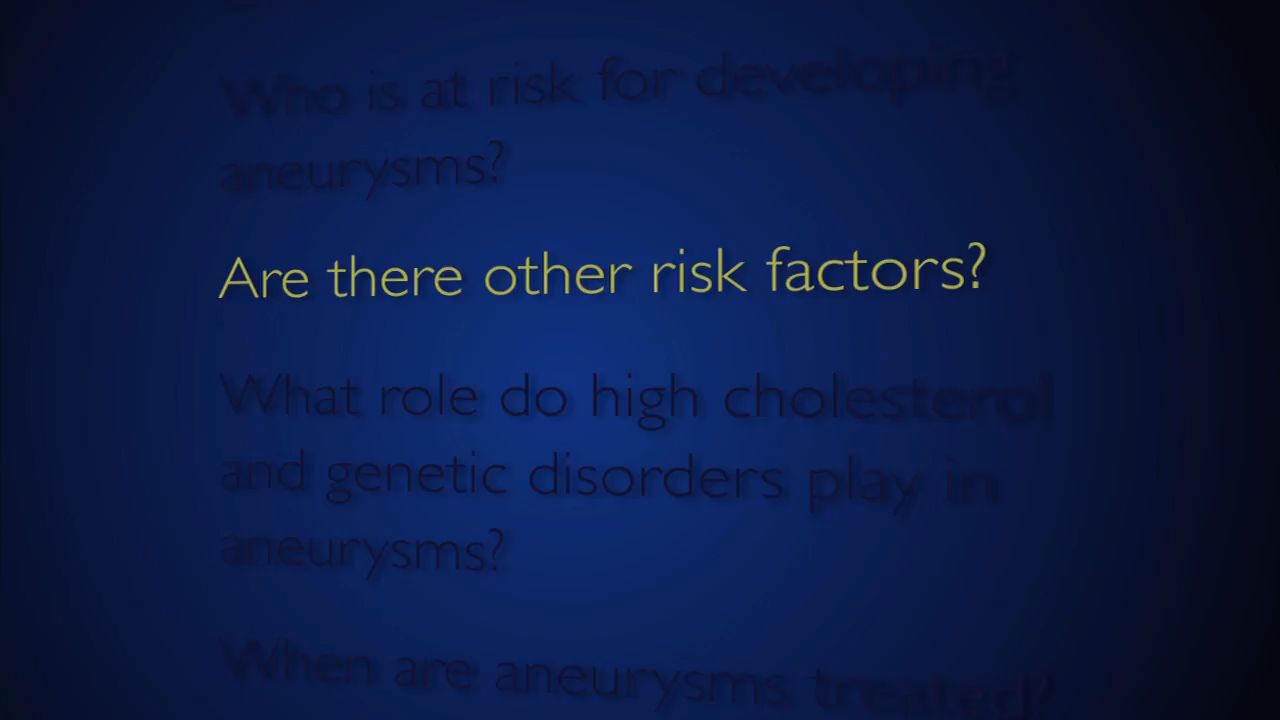 Who is at risk for developing
aneurysms?
Are there other risk factors?
What role do high cholesterol
and genetic disorders play in
aneurysms?
When are aneurysms treated?